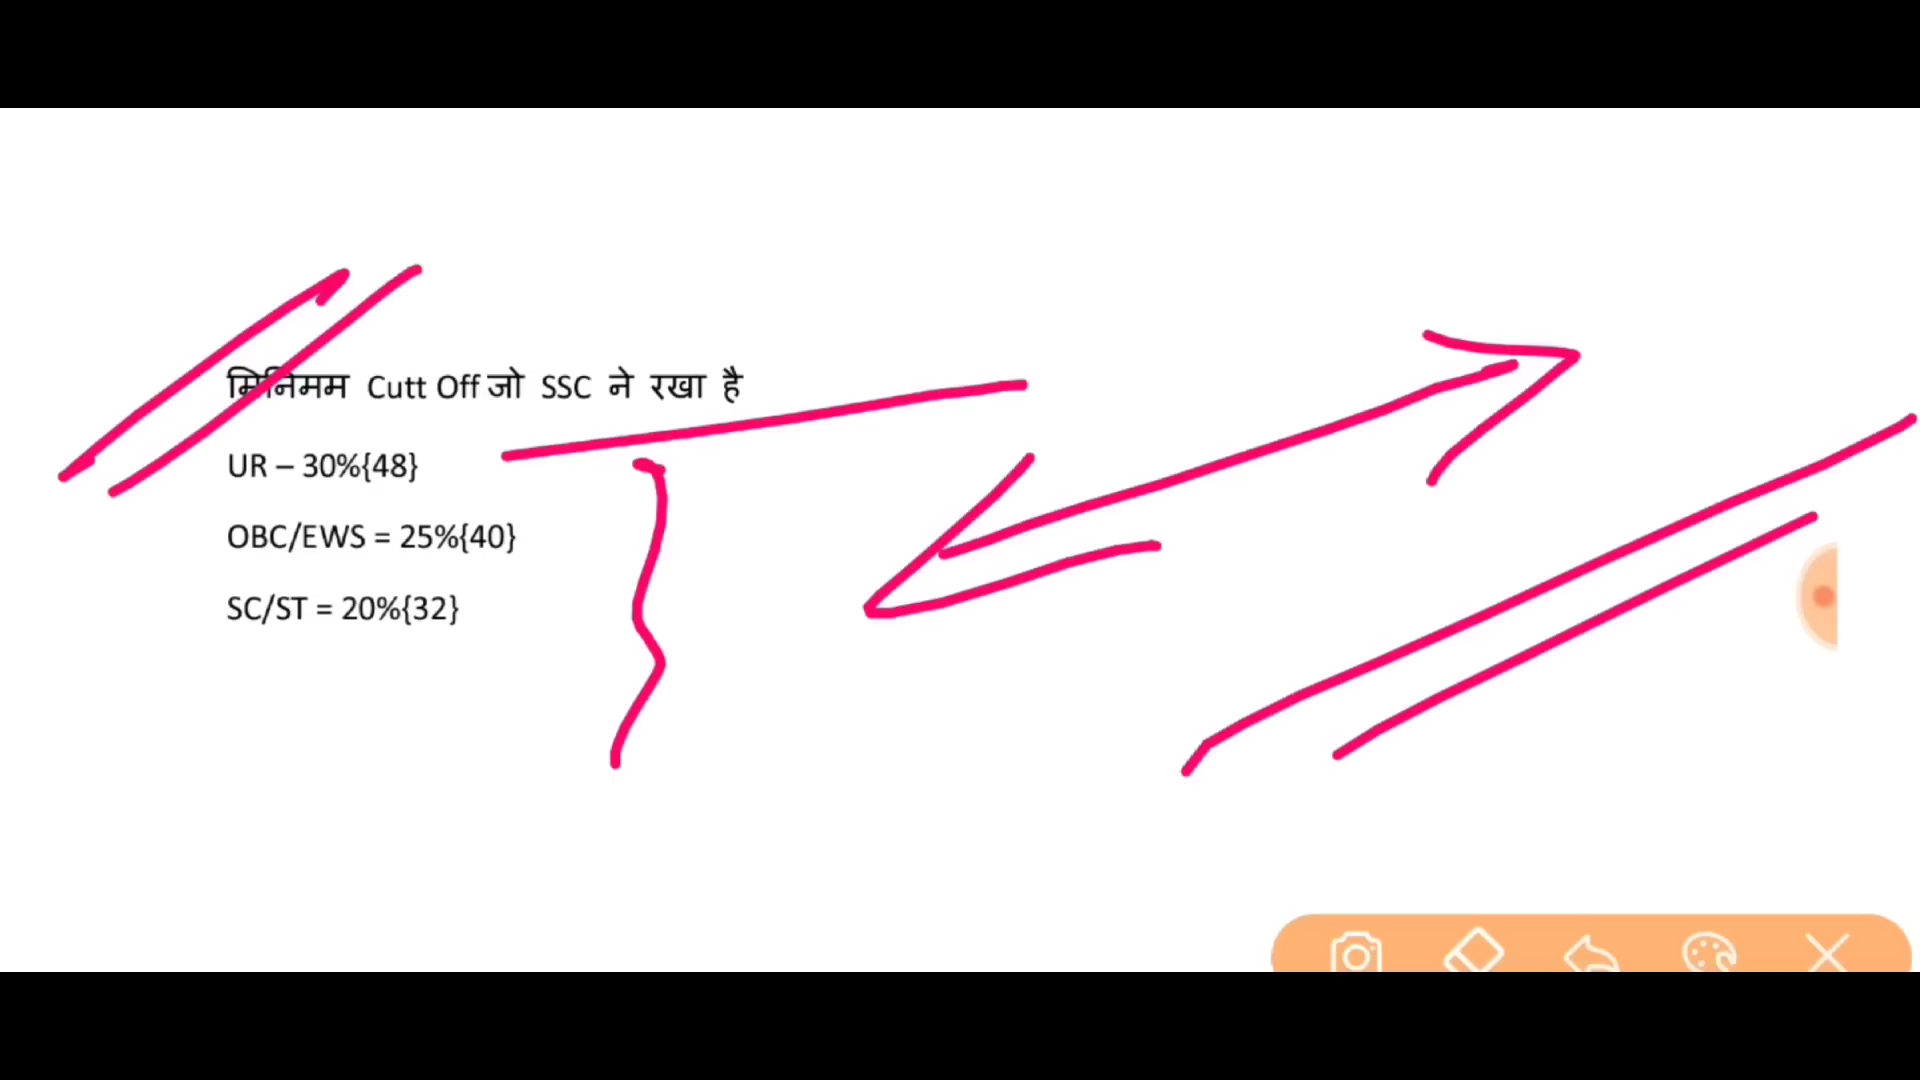 मिनिमम Cutt Off जो SSC ने रखा है
UR – 30%{48}
OBC/EWS = 25%{40}
SC/ST = 20%{32}